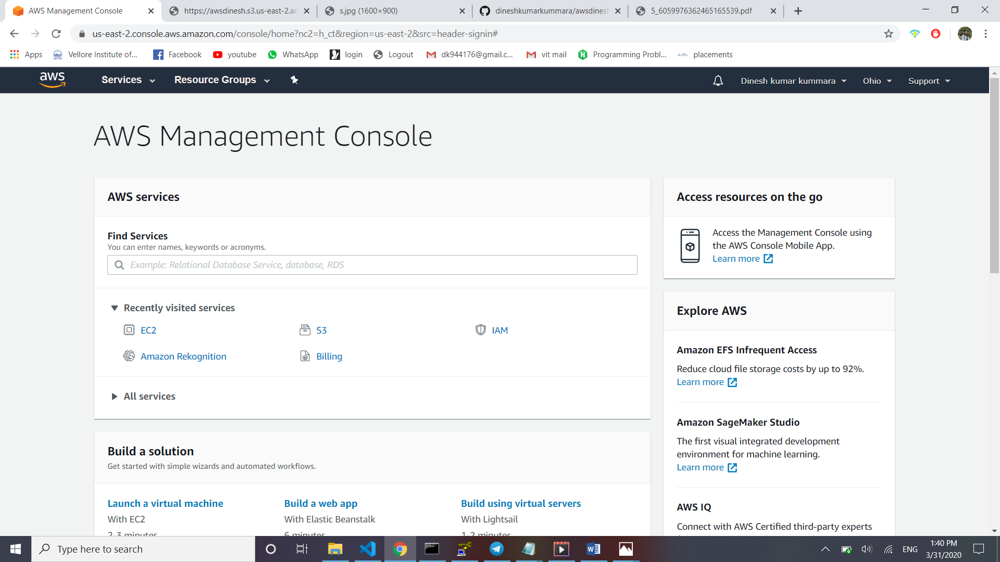 AWS Management Console
https://awsdinesh.s3.us-east-2.am
s.jpg (1600×900)
dineshkumarkummara/awsdinesh
5_6059976362465165539.pdf
us-east-2.console.aws.amazon.com/console/home?nc2=h_ct&region=us-east-2&src=header-signin#
Apps
Vellore Institute of...
Facebook
youtube
WhatsApp
login
Logout
dk944176@gmail.c...
vit mail
Programming Probl...
placements
aws
Services
Resource Groups
Dinesh kumar kummara
Ohio
Support
AWS Management Console
AWS services
Find Services
You can enter names, keywords or acronyms.
Example: Relational Database Service, database, RDS
Recently visited services
EC2
S3
IAM
Amazon Rekognition
Billing
All services
Build a solution
Get started with simple wizards and automated workflows.
Launch a virtual machine
With EC2
2-3 minutes
Build a web app
With Elastic Beanstalk
6 minutes
Build using virtual servers
With Lightsail
1-2 minutes
Access resources on the go
Access the Management Console using
the AWS Console Mobile App.
Learn more
Explore AWS
Amazon EFS Infrequent Access
Reduce cloud file storage costs by up to 92%.
Learn more
Amazon SageMaker Studio
The first visual integrated development
environment for machine learning.
Learn more
AWS IQ
Connect with AWS Certified third-party experts
Type here to search
ENG
1:40 PM
3/31/2020